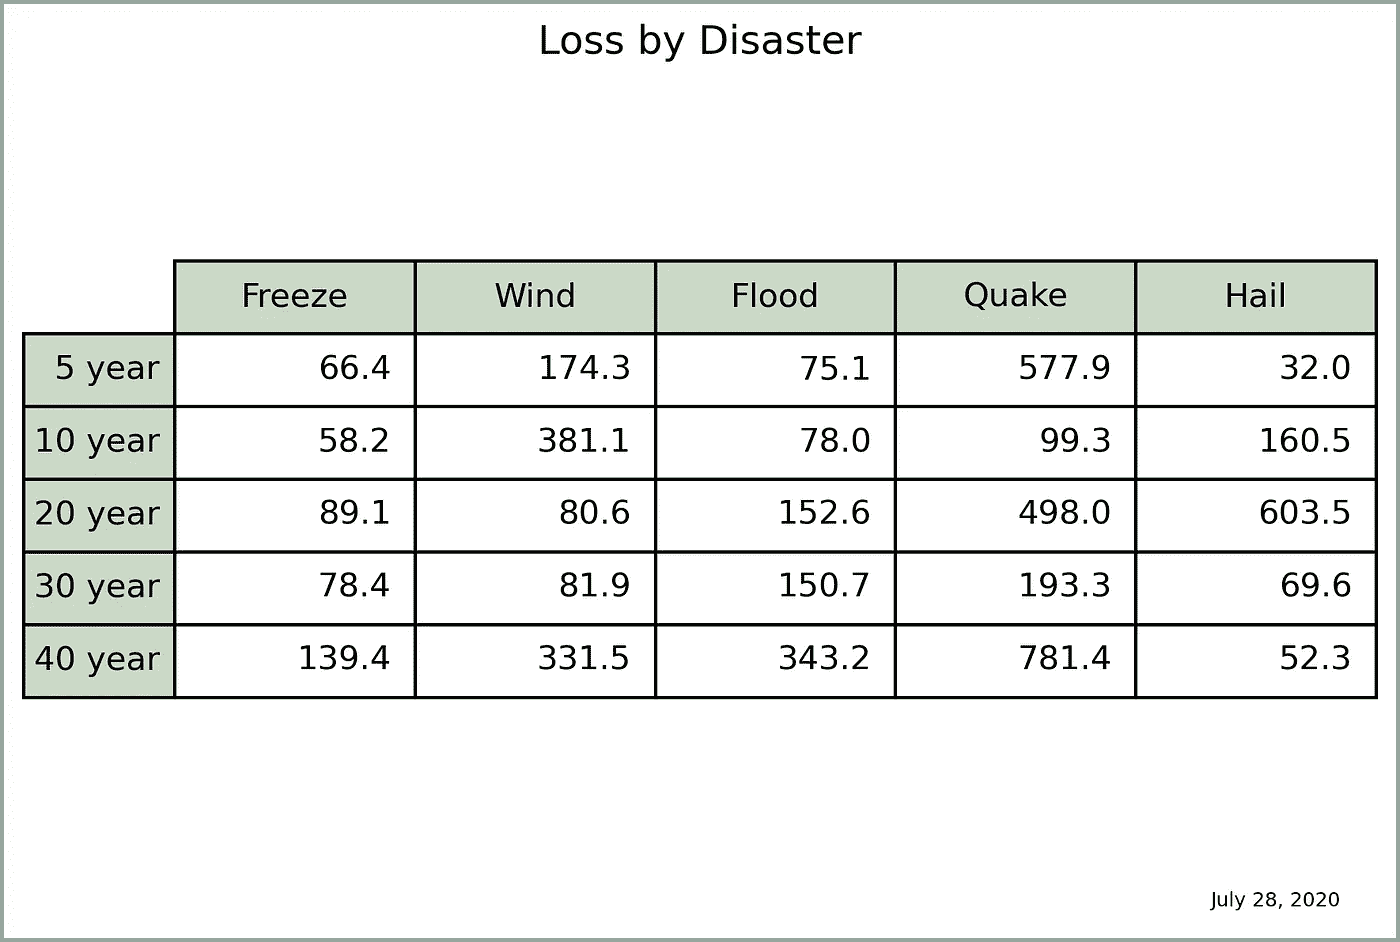 Loss by Disaster
Freeze Wind Flood Quake Hail
5 year 66.4 174.3 75.1 577.9 32.0
10 year 58.2 381.1 78.0 99.3 160.5
20 year 89.1 80.6 152.6 498.0 603.5
30 year 78.4 81.9 150.7 193.3 69.6
40 year 139.4 331.5 343.2 781.4 52.3
July 28, 2020